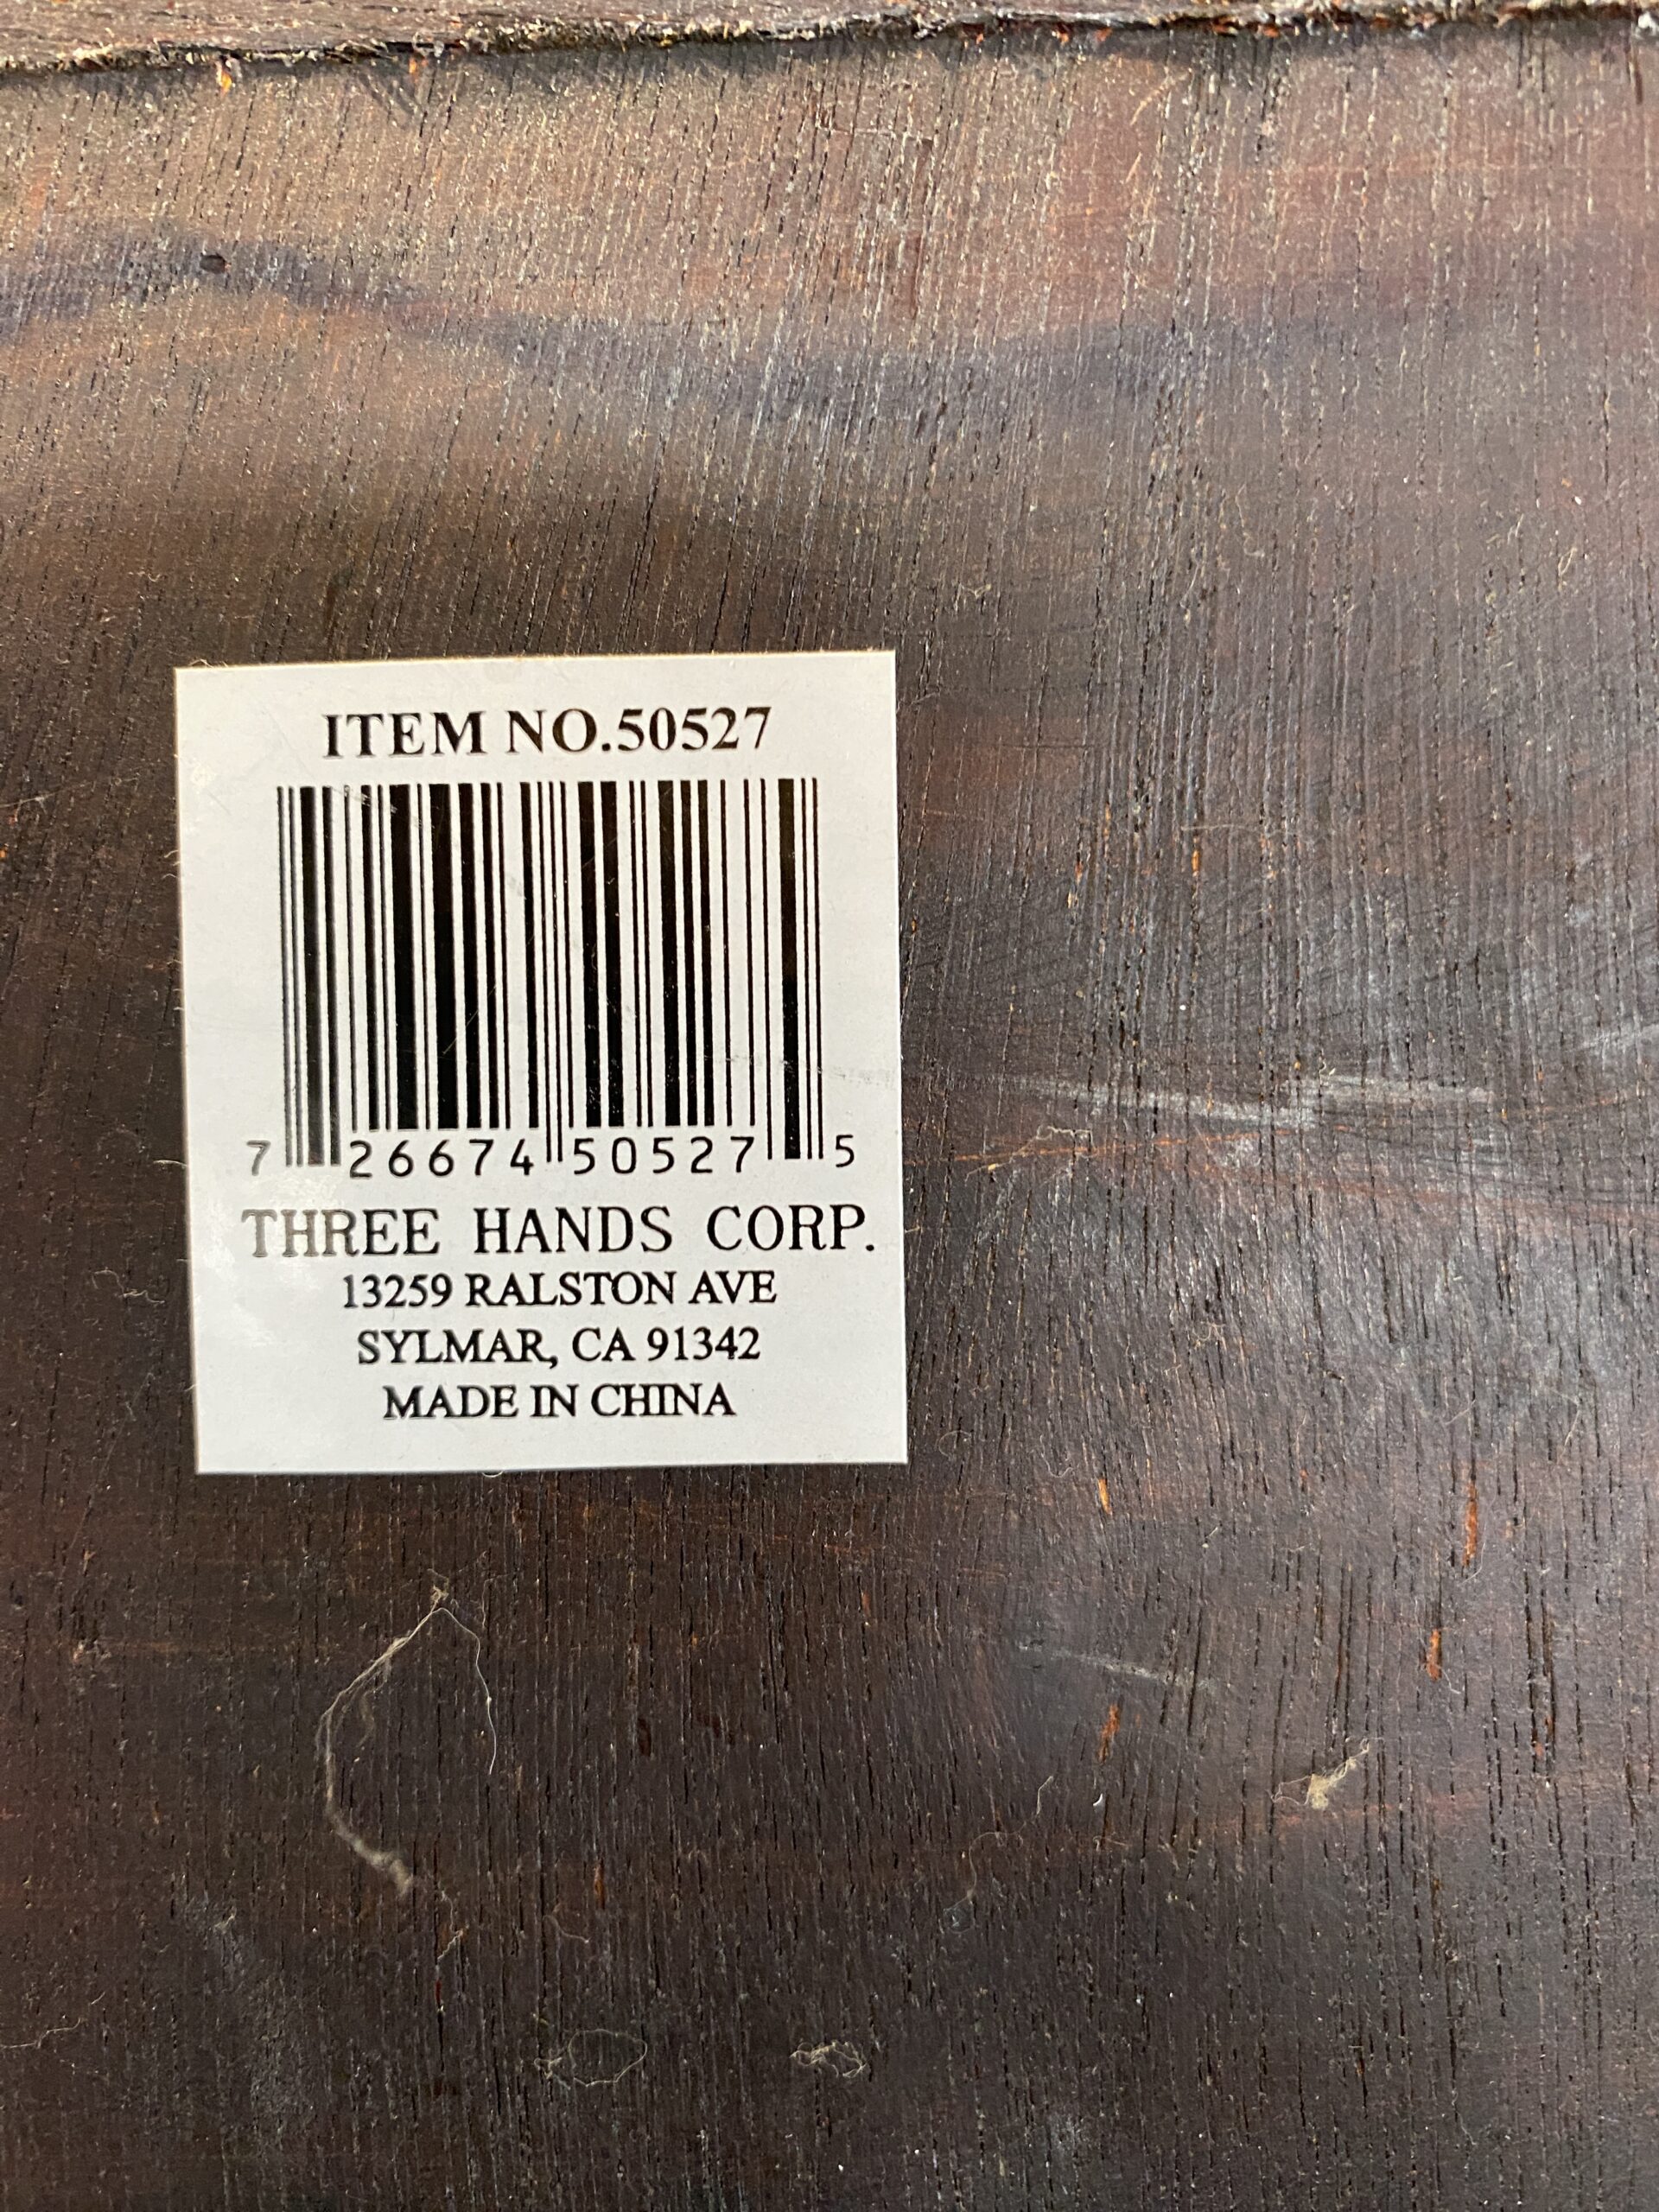 ITEM NO.50527
7 26674 50527 5
THREE HANDS CORP.
13259 RALSTON AVE
SYLMAR, CA 91342
MADE IN CHINA